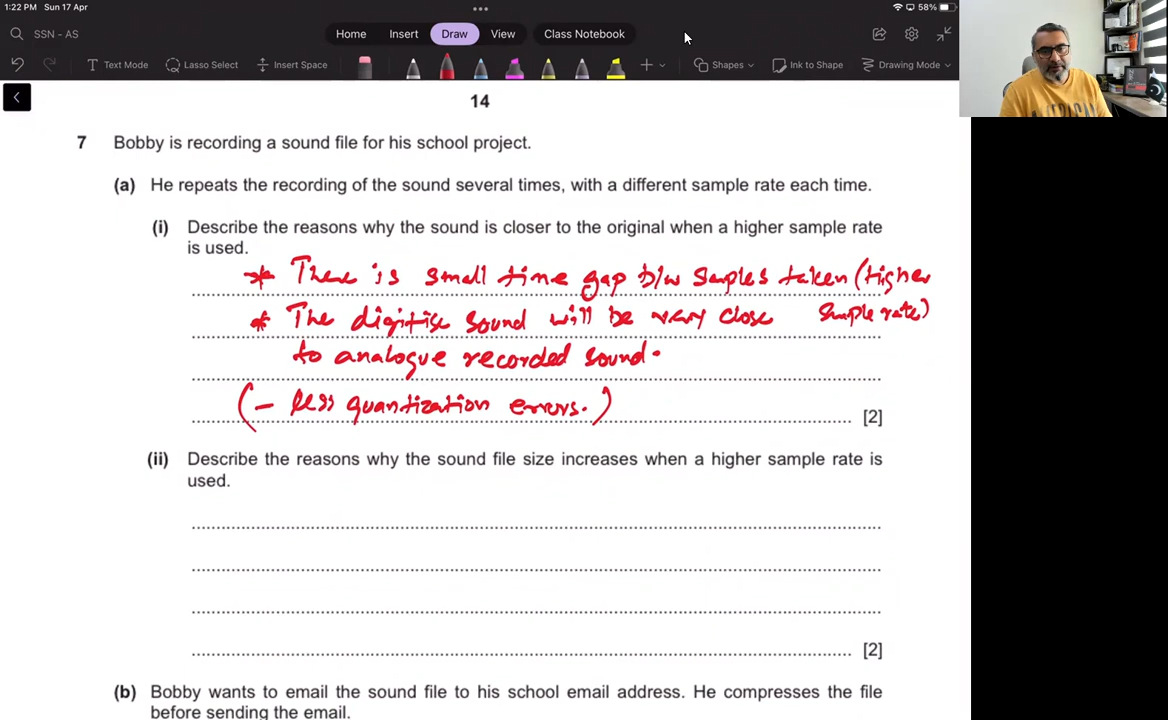 1:22 PM Sun 17 Apr
58%
SSN - AS
Home Insert Draw View Class Notebook
Text Mode Lasso Select Insert Space Shapes Ink to Shape Drawing Mode
14
7 Bobby is recording a sound file for his school project.
(a) He repeats the recording of the sound several times, with a different sample rate each time.
(i) Describe the reasons why the sound is closer to the original when a higher sample rate
is used.
* There is small time gap b/w samples taken (higher
sample rate)
* The digitise sound will be very close
to analogue recorded sound.
(- less quantization errors.)
[2]
(ii) Describe the reasons why the sound file size increases when a higher sample rate is
used.
[2]
(b) Bobby wants to email the sound file to his school email address. He compresses the file
before sending the email.